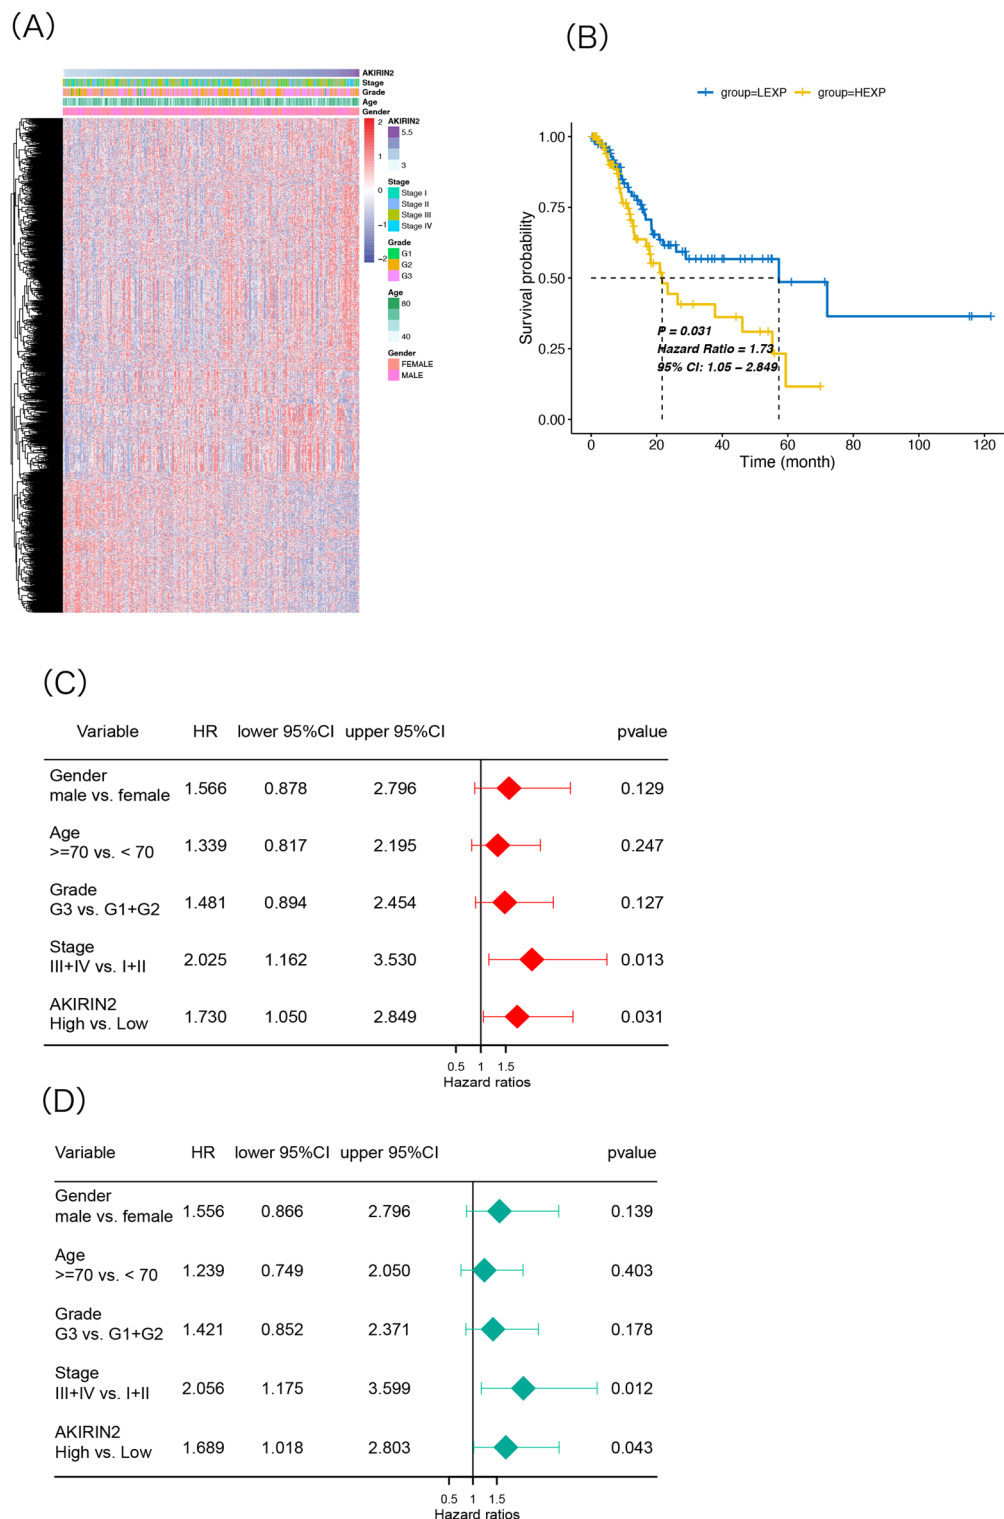 (A)
AKIRIN2
Stage
Grade
Age
Gender
2
1
0
−1
−2
AKIRIN2
5.5
3
Stage
Stage I
Stage II
Stage III
Stage IV
Grade
G1
G2
G3
Age
80
40
Gender
FEMALE
MALE
(B)
group=LEXP group=HEXP
Survival probability
1.00
0.75
0.50
0.25
0.00
P = 0.031
Hazard Ratio = 1.73
95% CI: 1.05 − 2.849
0 20 40 60 80 100 120
Time (month)
(C)
Variable HR lower 95%CI upper 95%CI pvalue
Gender
male vs. female 1.566 0.878 2.796 0.129
Age
>=70 vs. < 70 1.339 0.817 2.195 0.247
Grade
G3 vs. G1+G2 1.481 0.894 2.454 0.127
Stage
III+IV vs. I+II 2.025 1.162 3.530 0.013
AKIRIN2
High vs. Low 1.730 1.050 2.849 0.031
0.5 1 1.5
Hazard ratios
(D)
Variable HR lower 95%CI upper 95%CI pvalue
Gender
male vs. female 1.556 0.866 2.796 0.139
Age
>=70 vs. < 70 1.239 0.749 2.050 0.403
Grade
G3 vs. G1+G2 1.421 0.852 2.371 0.178
Stage
III+IV vs. I+II 2.056 1.175 3.599 0.012
AKIRIN2
High vs. Low 1.689 1.018 2.803 0.043
0.5 1 1.5
Hazard ratios